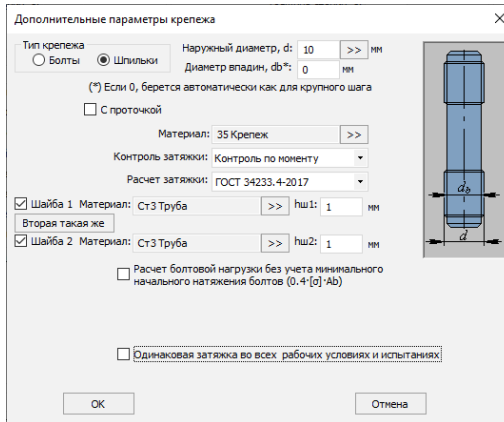 Дополнительные параметры крепежа
Тип крепежа
Болты Шпильки
Наружный диаметр, d: 10 >> мм
Диаметр впадин, db*: 0 мм
(*) Если 0, берется автоматически как для крупного шага
С проточкой
Материал: 35 Крепеж >>
Контроль затяжки: Контроль по моменту
Расчет затяжки: ГОСТ 34233.4-2017
Шайба 1 Материал: Ст3 Труба >> hш1: 1 мм
Вторая такая же
Шайба 2 Материал: Ст3 Труба >> hш2: 1 мм
Расчет болтовой нагрузки без учета минимального
начального натяжения болтов (0.4·[σ]·Ab)
Одинаковая затяжка во всех рабочих условиях и испытаниях
OK Отмена
db
d